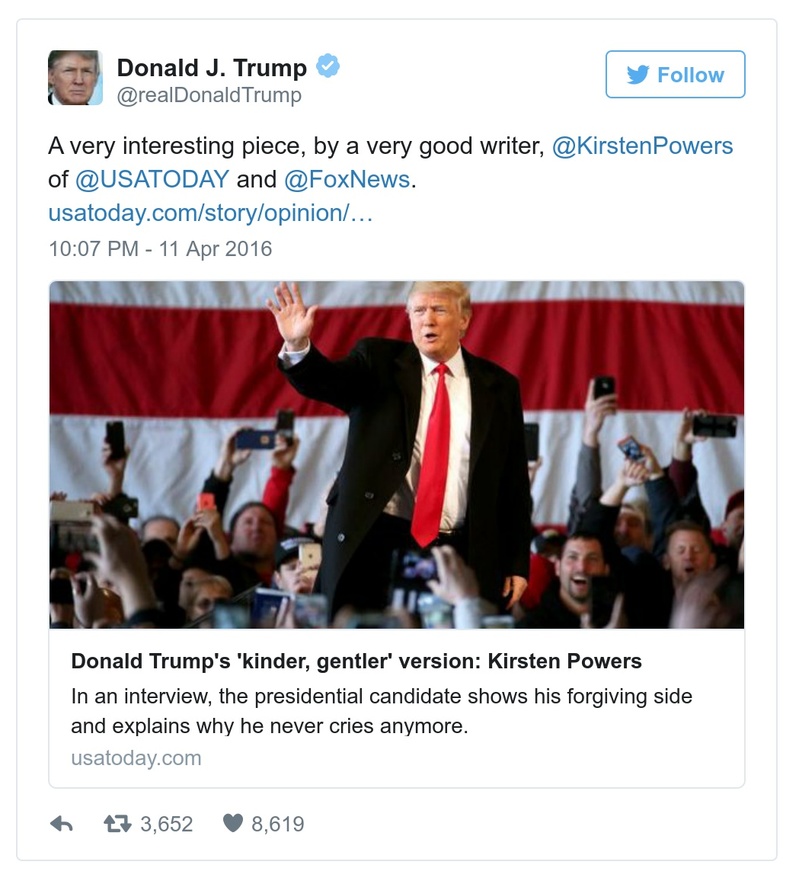 Donald J. Trump
@realDonaldTrump
Follow
A very interesting piece, by a very good writer, @KirstenPowers
of @USATODAY and @FoxNews.
usatoday.com/story/opinion/…
10:07 PM - 11 Apr 2016
Donald Trump's 'kinder, gentler' version: Kirsten Powers
In an interview, the presidential candidate shows his forgiving side
and explains why he never cries anymore.
usatoday.com
3,652 8,619